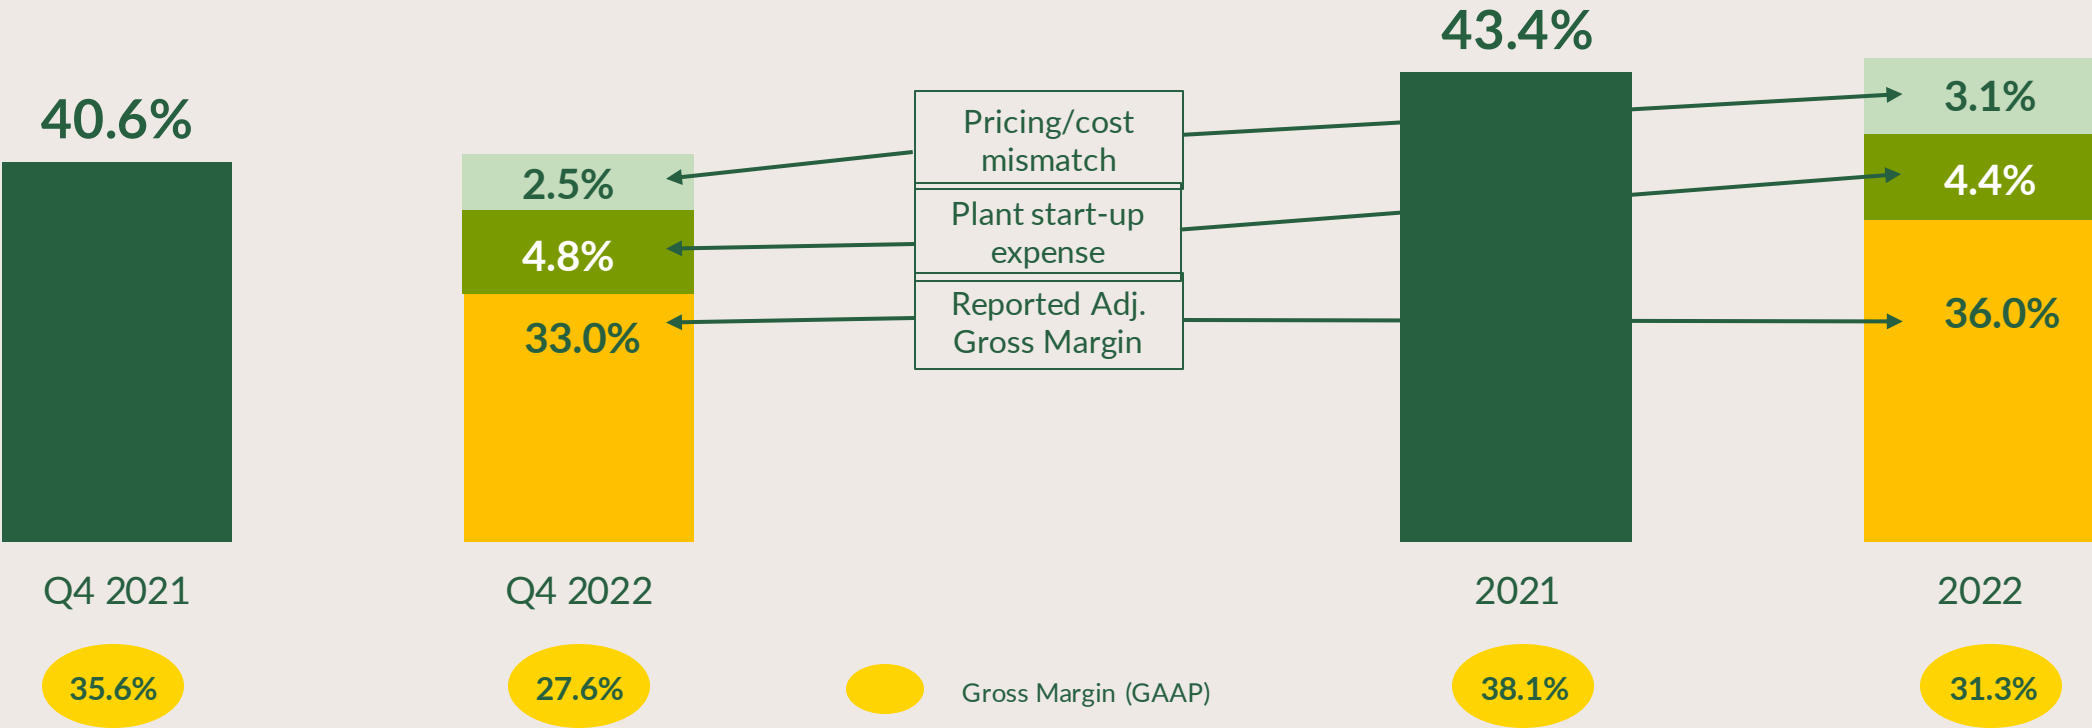 43.4%
40.6%
3.1%
Pricing/cost
mismatch
2.5%
4.4%
Plant start-up
expense
4.8%
Reported Adj.
Gross Margin
33.0%
36.0%
Q4 2021
Q4 2022
2021
2022
35.6%
27.6%
Gross Margin (GAAP)
38.1%
31.3%